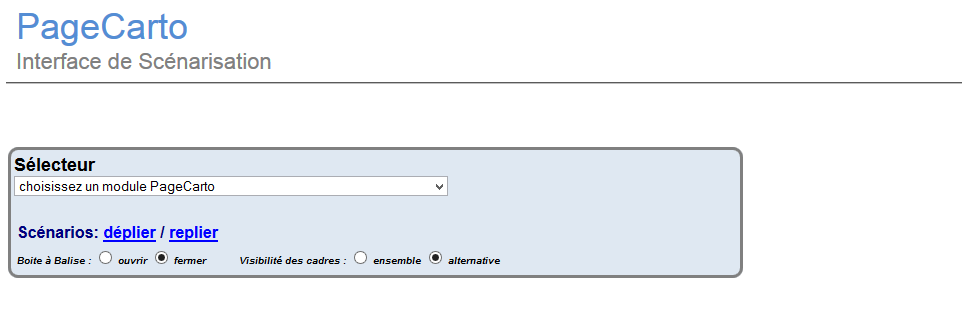 PageCarto
Interface de Scénarisation
Sélecteur
choisissez un module PageCarto
Scénarios: déplier / replier
Boite à Balise : ouvrir fermer Visibilité des cadres : ensemble alternative